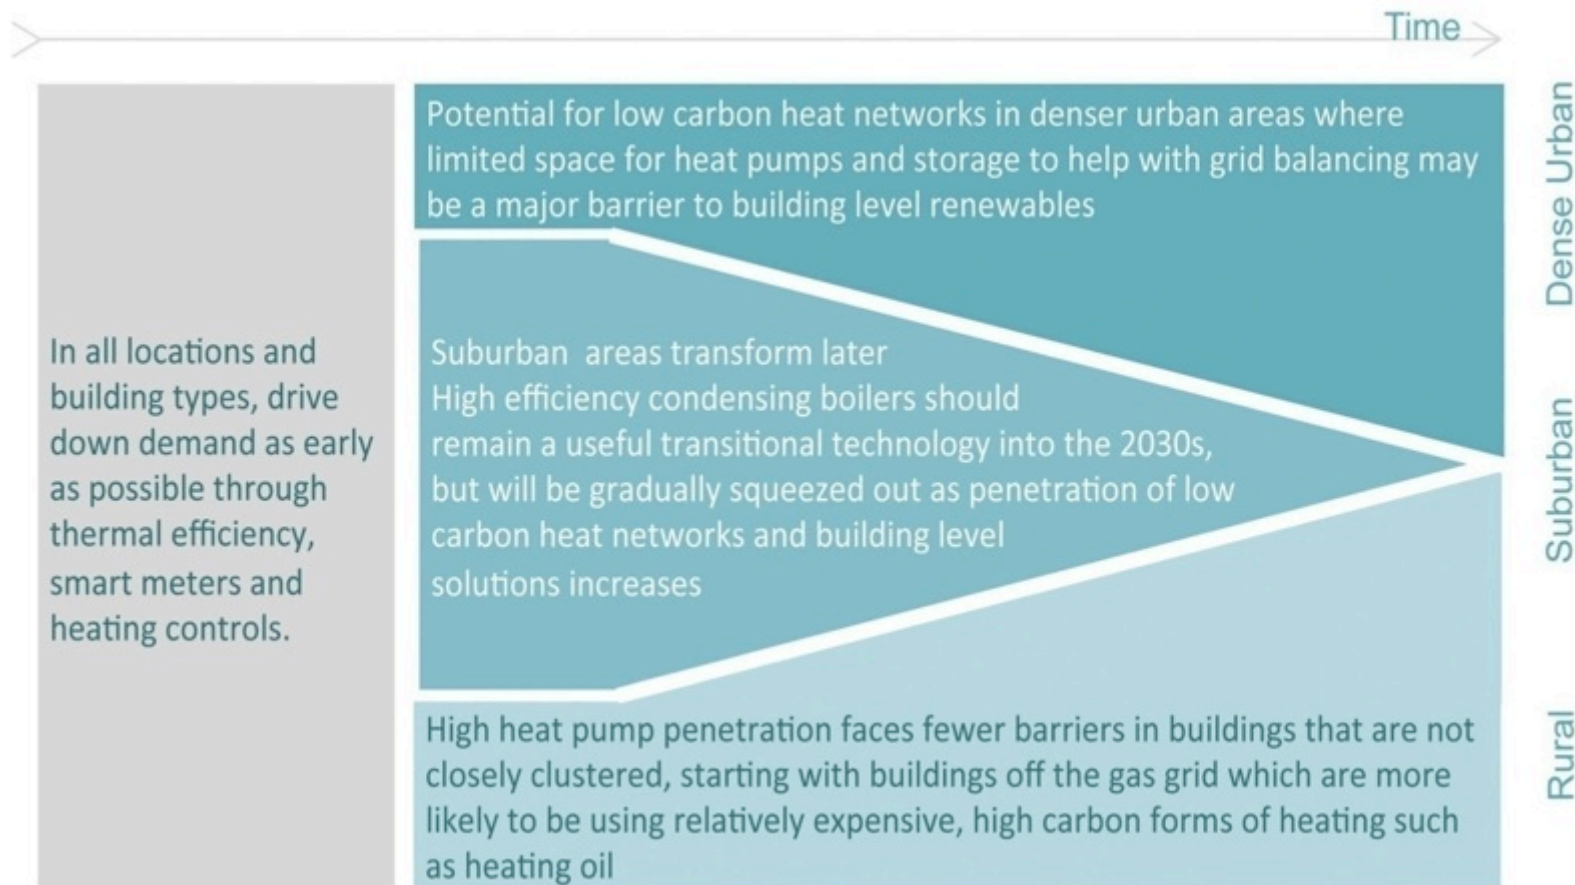 Time
In all locations and
building types, drive
down demand as early
as possible through
thermal efficiency,
smart meters and
heating controls.
Potential for low carbon heat networks in denser urban areas where
limited space for heat pumps and storage to help with grid balancing may
be a major barrier to building level renewables
Suburban areas transform later
High efficiency condensing boilers should
remain a useful transitional technology into the 2030s,
but will be gradually squeezed out as penetration of low
carbon heat networks and building level
solutions increases
High heat pump penetration faces fewer barriers in buildings that are not
closely clustered, starting with buildings off the gas grid which are more
likely to be using relatively expensive, high carbon forms of heating such
as heating oil
Dense Urban
Suburban
Rural